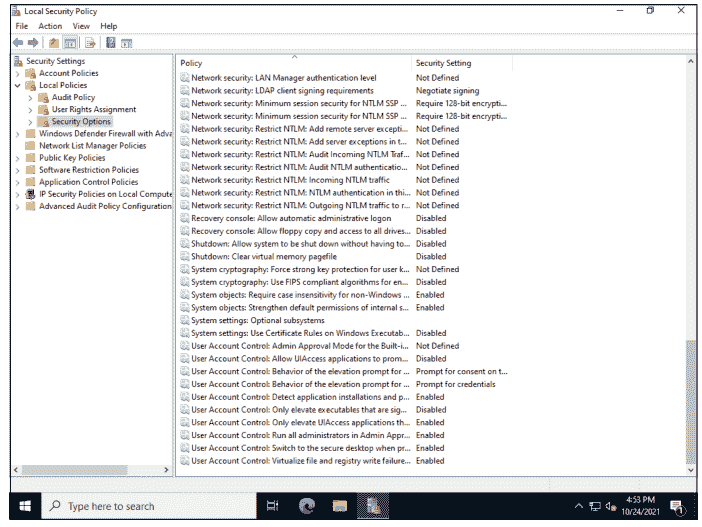 Local Security Policy
File Action View Help
Security Settings
Account Policies
Local Policies
Audit Policy
User Rights Assignment
Security Options
Windows Defender Firewall with Adva
Network List Manager Policies
Public Key Policies
Software Restriction Policies
Application Control Policies
IP Security Policies on Local Compute
Advanced Audit Policy Configuration
Policy Security Setting
Network security: LAN Manager authentication level Not Defined
Network security: LDAP client signing requirements Negotiate signing
Network security: Minimum session security for NTLM SSP ... Require 128-bit encrypti...
Network security: Minimum session security for NTLM SSP ... Require 128-bit encrypti...
Network security: Restrict NTLM: Add remote server excepti... Not Defined
Network security: Restrict NTLM: Add server exceptions in t... Not Defined
Network security: Restrict NTLM: Audit Incoming NTLM Traf... Not Defined
Network security: Restrict NTLM: Audit NTLM authenticatio... Not Defined
Network security: Restrict NTLM: Incoming NTLM traffic Not Defined
Network security: Restrict NTLM: NTLM authentication in thi... Not Defined
Network security: Restrict NTLM: Outgoing NTLM traffic to r... Not Defined
Recovery console: Allow automatic administrative logon Disabled
Recovery console: Allow floppy copy and access to all drives... Disabled
Shutdown: Allow system to be shut down without having to... Disabled
Shutdown: Clear virtual memory pagefile Disabled
System cryptography: Force strong key protection for user k... Not Defined
System cryptography: Use FIPS compliant algorithms for en... Disabled
System objects: Require case insensitivity for non-Windows ... Enabled
System objects: Strengthen default permissions of internal s... Enabled
System settings: Optional subsystems
System settings: Use Certificate Rules on Windows Executab... Disabled
User Account Control: Admin Approval Mode for the Built-i... Not Defined
User Account Control: Allow UIAccess applications to prom... Disabled
User Account Control: Behavior of the elevation prompt for ... Prompt for consent on t...
User Account Control: Behavior of the elevation prompt for ... Prompt for credentials
User Account Control: Detect application installations and p... Enabled
User Account Control: Only elevate executables that are sig... Disabled
User Account Control: Only elevate UIAccess applications th... Enabled
User Account Control: Run all administrators in Admin Appr... Enabled
User Account Control: Switch to the secure desktop when pr... Enabled
User Account Control: Virtualize file and registry write failure... Enabled
Type here to search
4:53 PM
10/24/2021
1